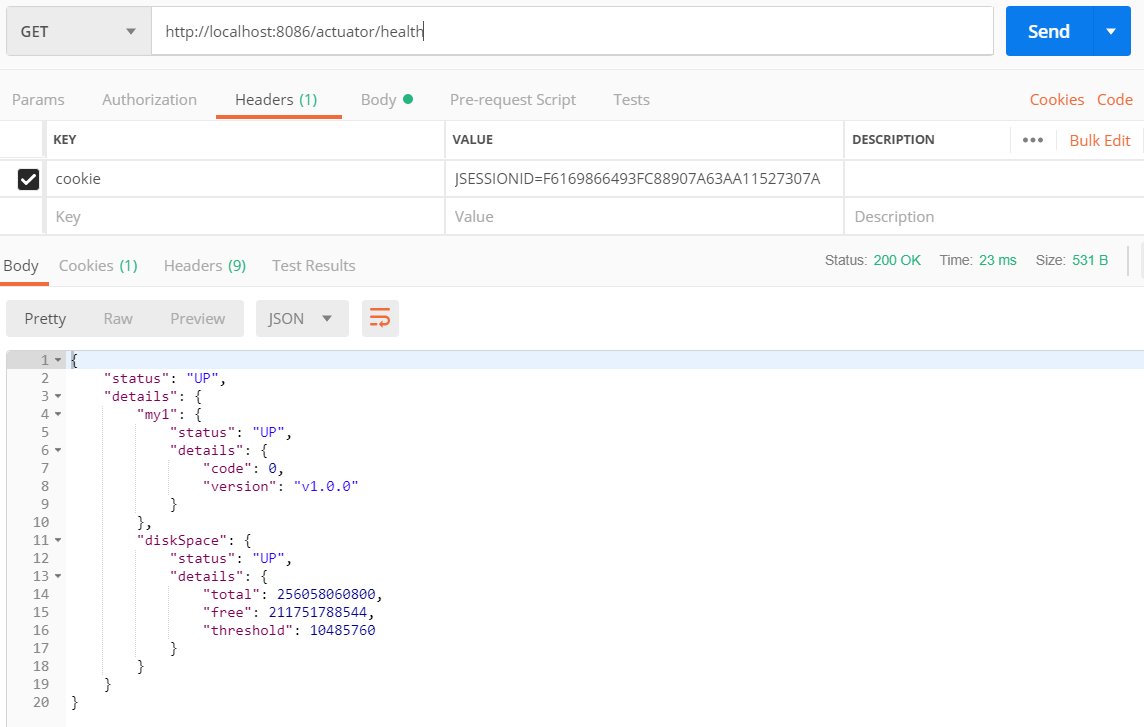 GET http://localhost:8086/actuator/health Send
Params Authorization Headers (1) Body Pre-request Script Tests Cookies Code
KEY VALUE DESCRIPTION ••• Bulk Edit
cookie JSESSIONID=F6169866493FC88907A63AA11527307A
Key Value Description
Body Cookies (1) Headers (9) Test Results Status: 200 OK Time: 23 ms Size: 531 B
Pretty Raw Preview JSON
1 {
2 "status": "UP",
3 "details": {
4 "my1": {
5 "status": "UP",
6 "details": {
7 "code": 0,
8 "version": "v1.0.0"
9 }
10 },
11 "diskSpace": {
12 "status": "UP",
13 "details": {
14 "total": 256058060800,
15 "free": 211751788544,
16 "threshold": 10485760
17 }
18 }
19 }
20 }